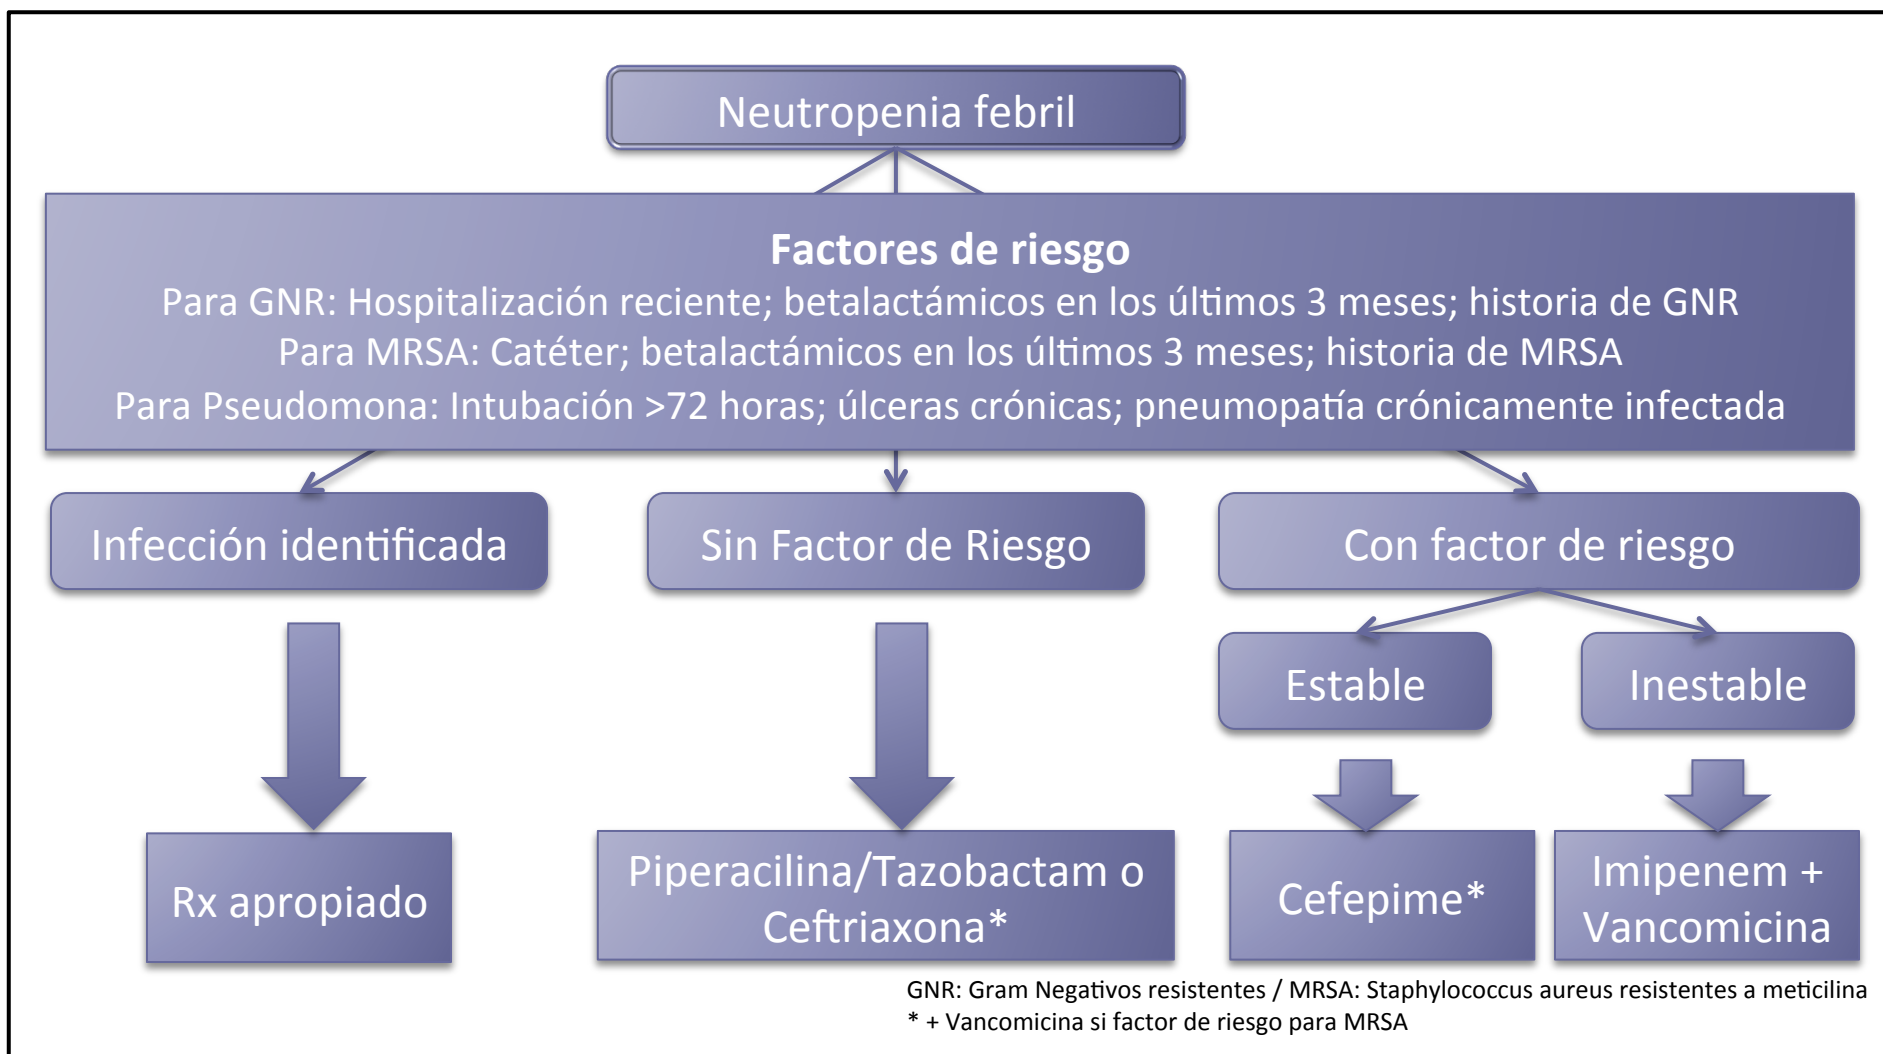 Neutropenia febril
Factores de riesgo
Para GNR: Hospitalización reciente; betalactámicos en los últimos 3 meses; historia de GNR
Para MRSA: Catéter; betalactámicos en los últimos 3 meses; historia de MRSA
Para Pseudomona: Intubación >72 horas; úlceras crónicas; pneumopatía crónicamente infectada
Infección identificada
Sin Factor de Riesgo
Con factor de riesgo
Estable
Inestable
Rx apropiado
Piperacilina/Tazobactam o
Ceftriaxona*
Cefepime*
Imipenem +
Vancomicina
GNR: Gram Negativos resistentes / MRSA: Staphylococcus aureus resistentes a meticilina
* + Vancomicina si factor de riesgo para MRSA